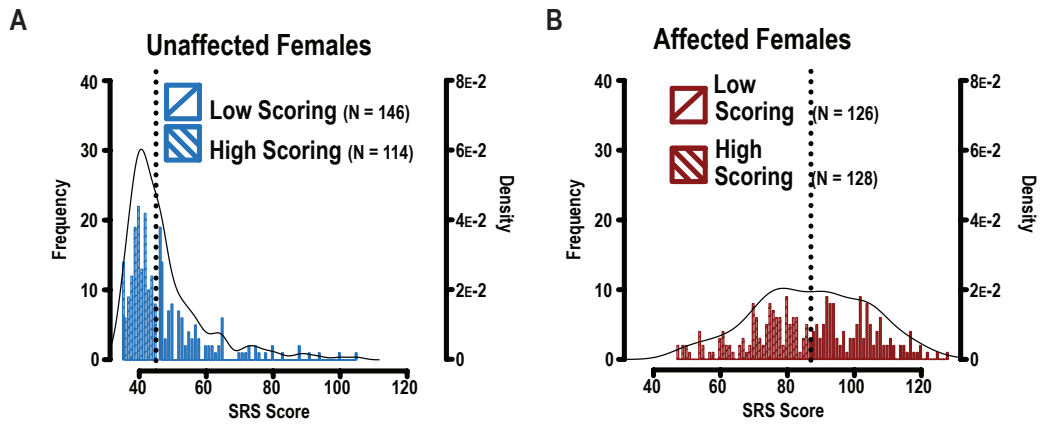 A
Unaffected Females
Low Scoring (N = 146)
High Scoring (N = 114)
40
30
20
10
0
Frequency
8E-2
6E-2
4E-2
2E-2
0
Density
40
60
80
100
120
SRS Score
B
Affected Females
Low
Scoring (N = 126)
High
Scoring (N = 128)
40
30
20
10
0
Frequency
8E-2
6E-2
4E-2
2E-2
0
Density
40
60
80
100
120
SRS Score